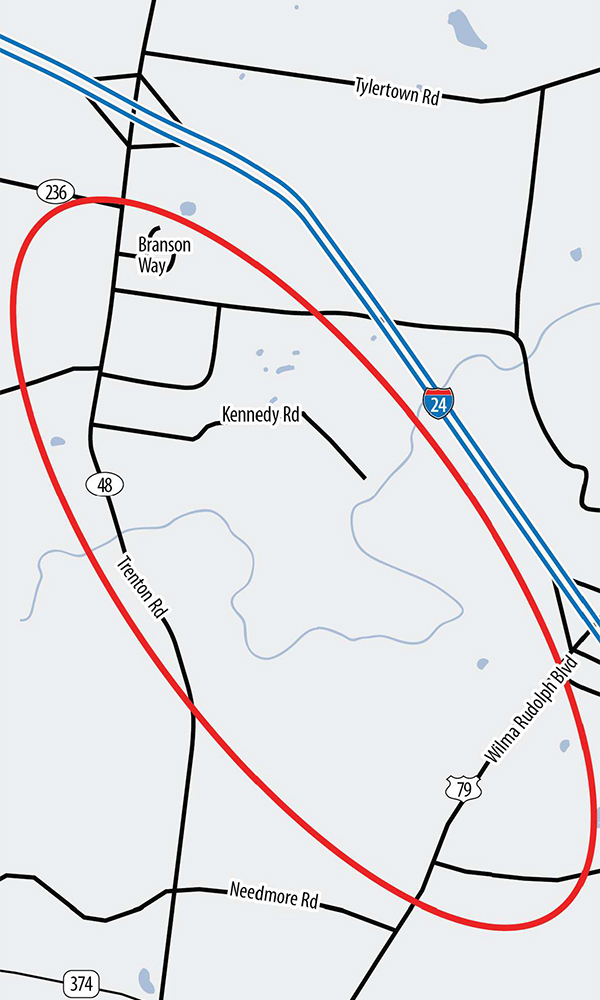 Tylertown Rd
236
Branson
Way
24
Kennedy Rd
48
Trenton Rd
Wilma Rudolph Blvd
79
Needmore Rd
374